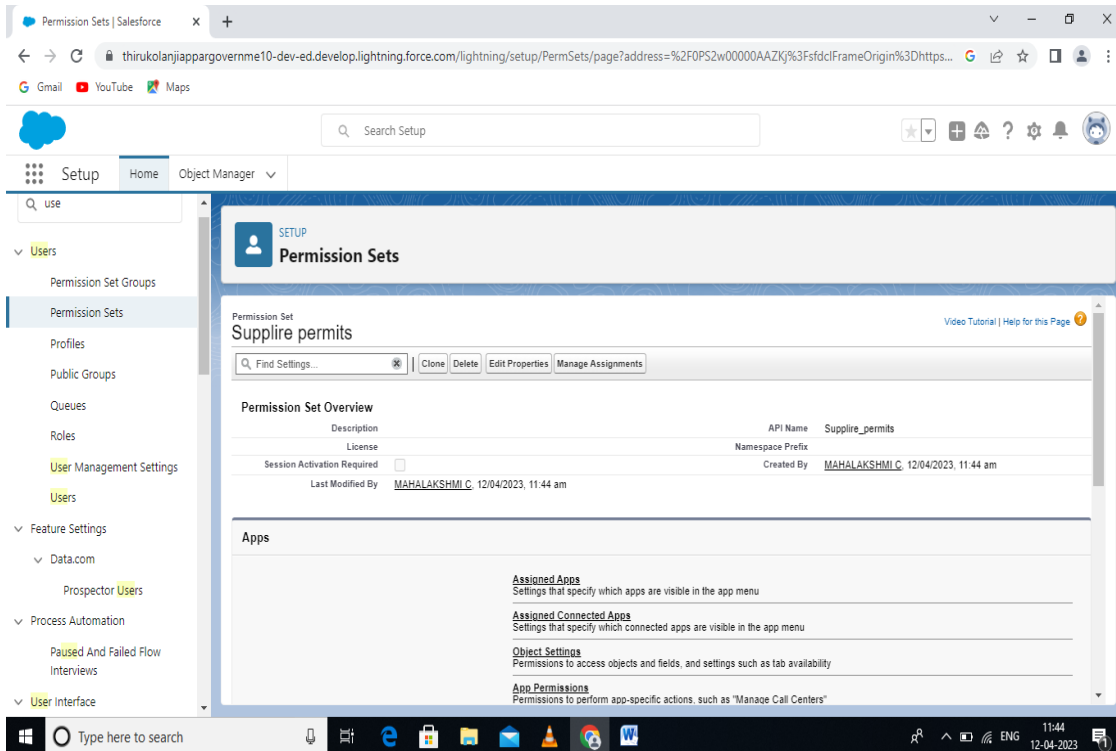 Permission Sets | Salesforce
thirukolanjiappargovernme10-dev-ed.develop.lightning.force.com/lightning/setup/PermSets/page?address=%2F0PS2w00000AAZKj%3FsfdcIFrameOrigin%3Dhttps...
Gmail YouTube Maps
Search Setup
Setup Home Object Manager
use
Users
Permission Set Groups
Permission Sets
Profiles
Public Groups
Queues
Roles
User Management Settings
Users
Feature Settings
Data.com
Prospector Users
Process Automation
Paused And Failed Flow
Interviews
User Interface
SETUP
Permission Sets
Permission Set
Supplire permits
Video Tutorial | Help for this Page
Find Settings... Clone Delete Edit Properties Manage Assignments
Permission Set Overview
Description API Name Supplire_permits
License Namespace Prefix
Session Activation Required Created By MAHALAKSHMI C, 12/04/2023, 11:44 am
Last Modified By MAHALAKSHMI C, 12/04/2023, 11:44 am
Apps
Assigned Apps
Settings that specify which apps are visible in the app menu
Assigned Connected Apps
Settings that specify which connected apps are visible in the app menu
Object Settings
Permissions to access objects and fields, and settings such as tab availability
App Permissions
Permissions to perform app-specific actions, such as "Manage Call Centers"
Type here to search
ENG
11:44
12-04-2023